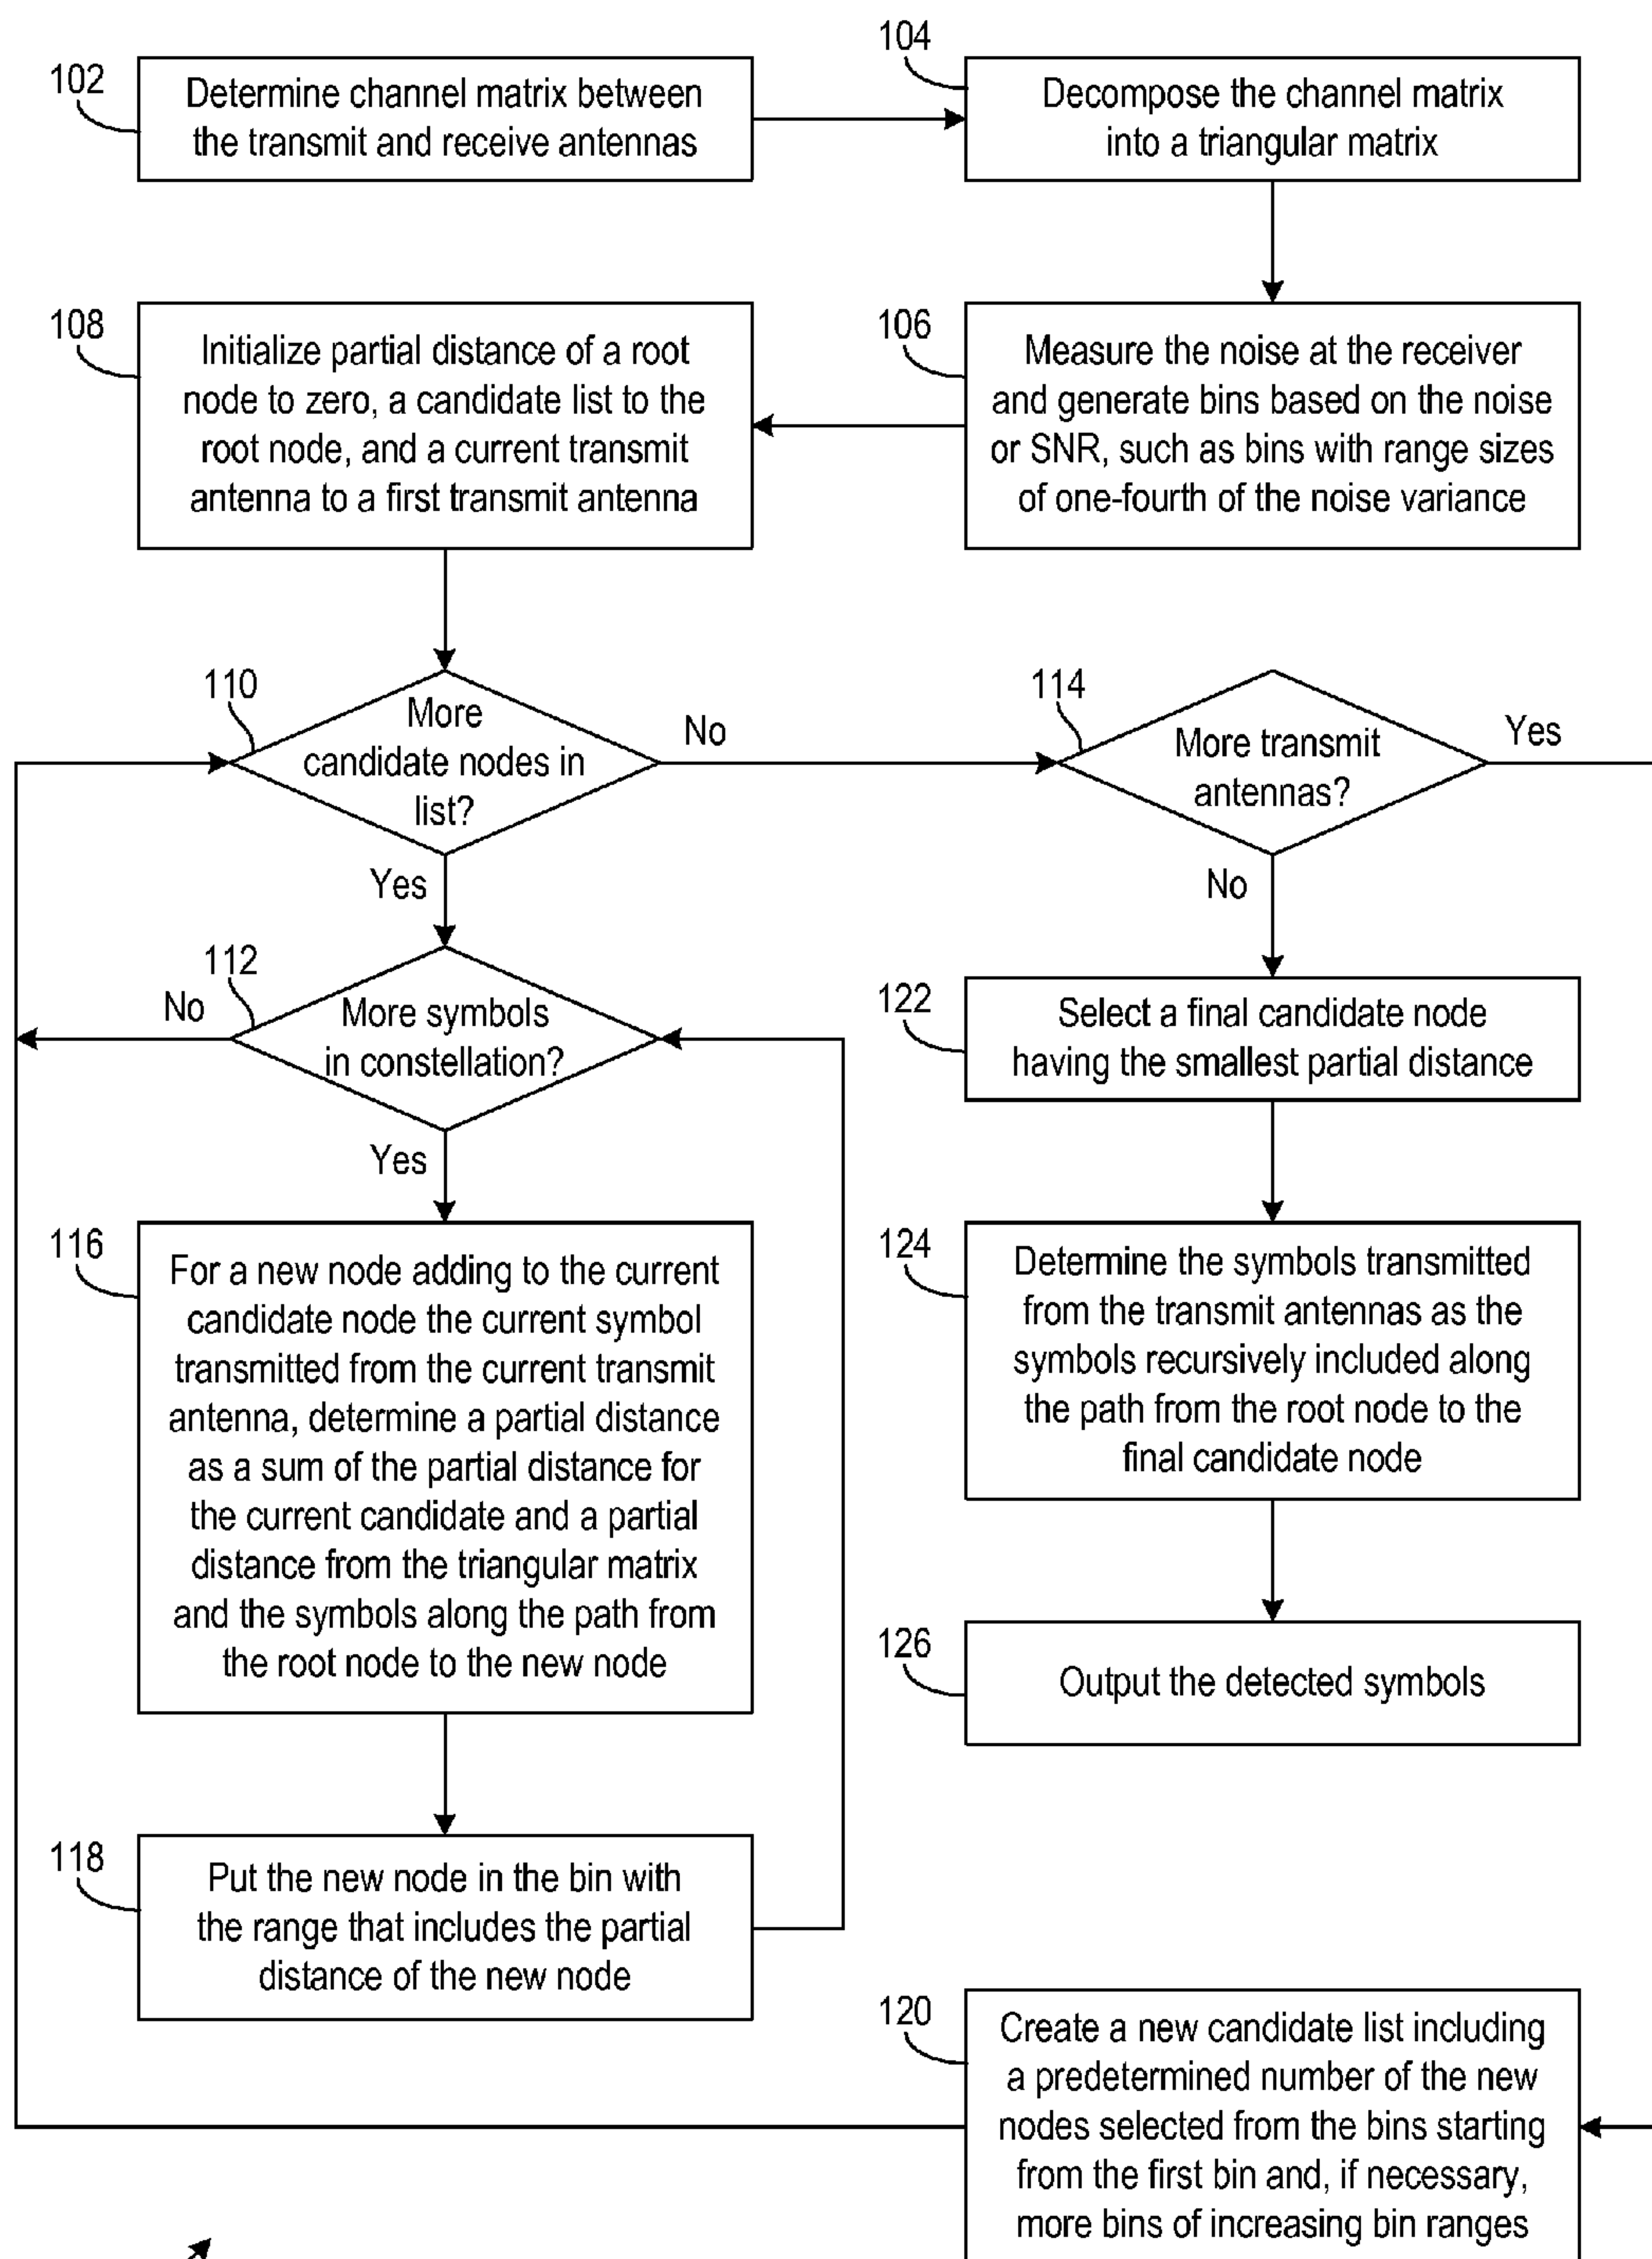 102
Determine channel matrix between
the transmit and receive antennas
104
Decompose the channel matrix
into a triangular matrix
108
Initialize partial distance of a root
node to zero, a candidate list to the
root node, and a current transmit
antenna to a first transmit antenna
106
Measure the noise at the receiver
and generate bins based on the noise
or SNR, such as bins with range sizes
of one-fourth of the noise variance
110
More
candidate nodes in
list?
No
Yes
114
More transmit
antennas?
Yes
No
112
More symbols
in constellation?
No
Yes
122
Select a final candidate node
having the smallest partial distance
116
For a new node adding to the current
candidate node the current symbol
transmitted from the current transmit
antenna, determine a partial distance
as a sum of the partial distance for
the current candidate and a partial
distance from the triangular matrix
and the symbols along the path from
the root node to the new node
124
Determine the symbols transmitted
from the transmit antennas as the
symbols recursively included along
the path from the root node to the
final candidate node
126
Output the detected symbols
118
Put the new node in the bin with
the range that includes the partial
distance of the new node
120
Create a new candidate list including
a predetermined number of the new
nodes selected from the bins starting
from the first bin and, if necessary,
more bins of increasing bin ranges